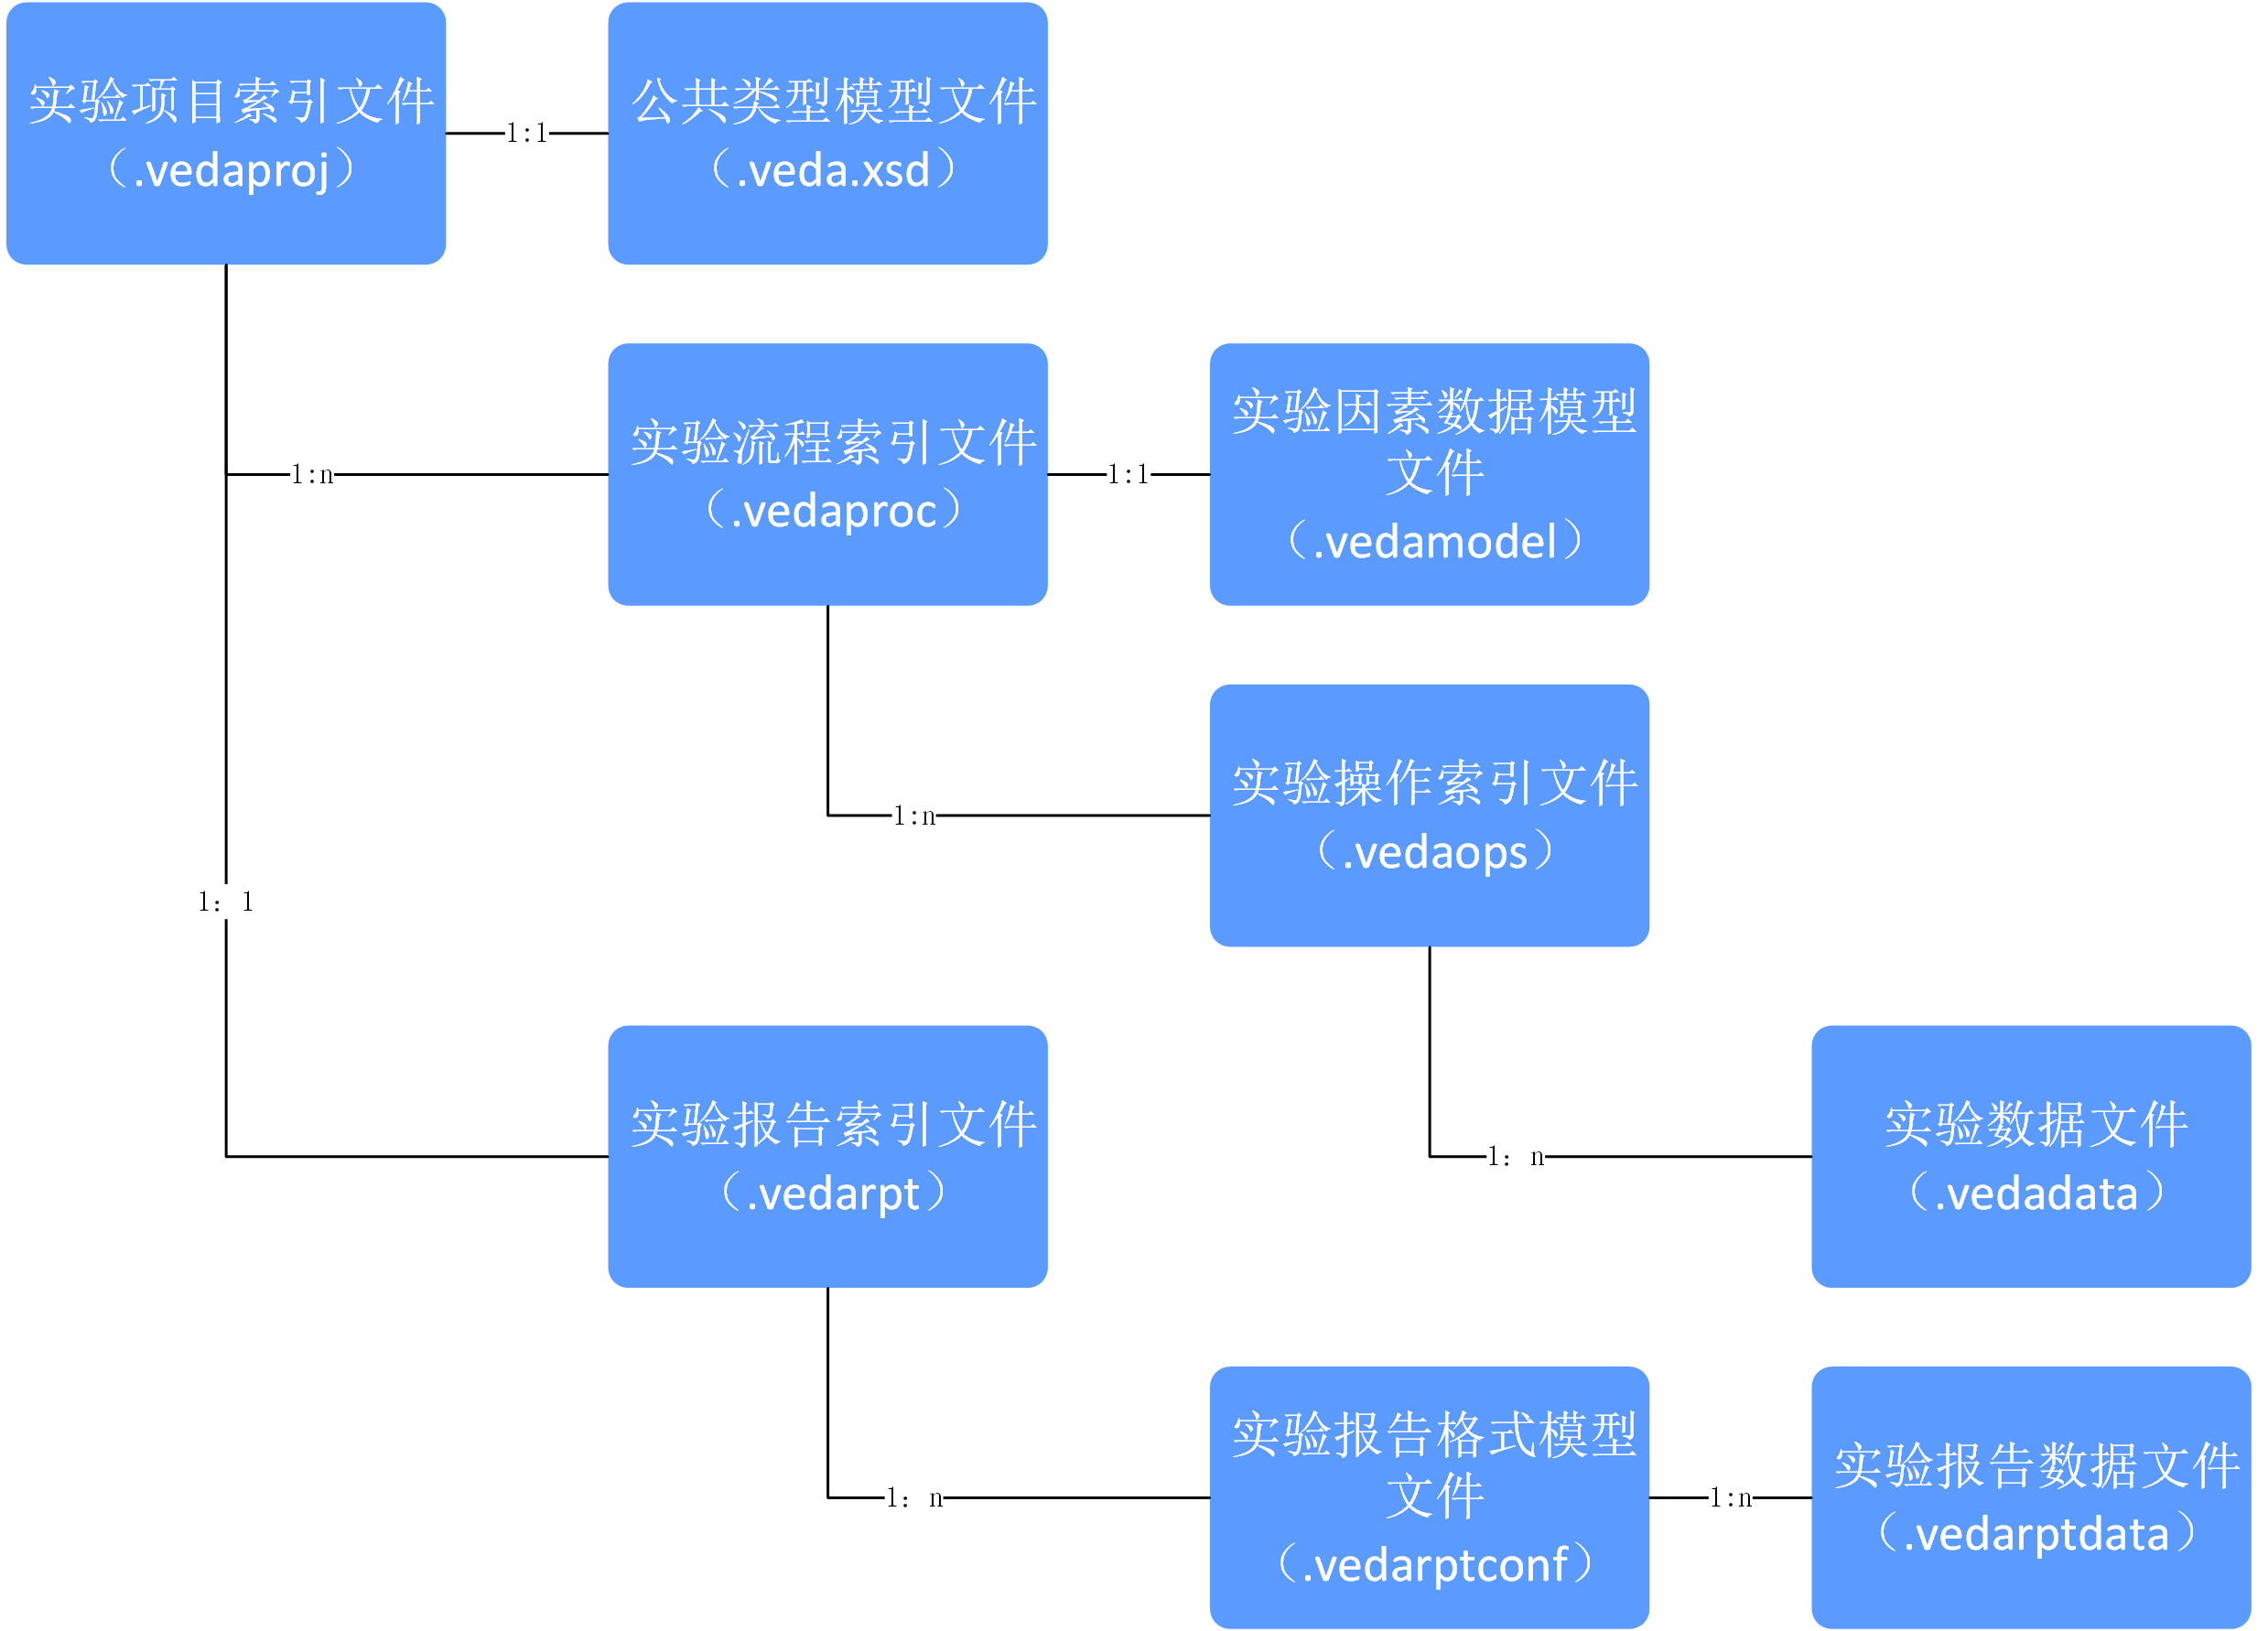 实验项目索引文件
（.vedaproj）
1:1
公共类型模型文件
（.veda.xsd）
1:n
实验流程索引文件
（.vedaproc）
1:1
实验因素数据模型
文件
（.vedamodel）
1:n
实验操作索引文件
（.vedaops）
1：1
实验报告索引文件
（.vedarpt）
1：n
实验数据文件
（.vedadata）
1：n
实验报告格式模型
文件
（.vedarptconf）
1:n
实验报告数据文件
（.vedarptdata）